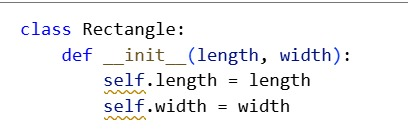 class Rectangle:
    def __init__(length, width):
        self.length = length
        self.width = width